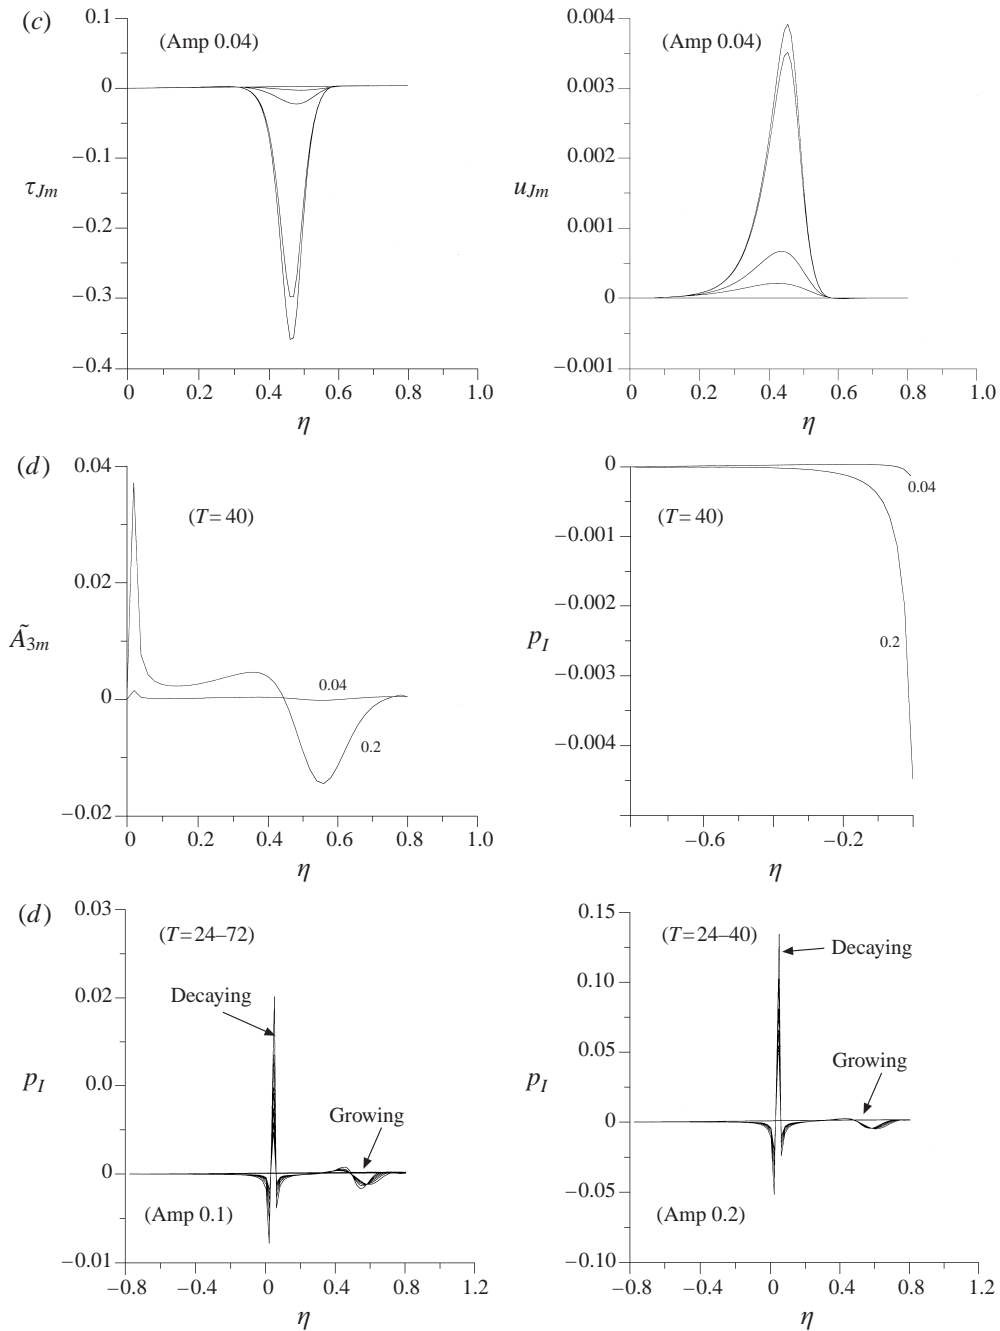 (c)
(Amp 0.04)
0.1
0
−0.1
−0.2
−0.3
−0.4
τJm
0 0.2 0.4 0.6 0.8 1.0
η
(Amp 0.04)
0.004
0.003
0.002
0.001
0
−0.001
uJm
0 0.2 0.4 0.6 0.8 1.0
η
(d)
(T = 40)
0.04
0.02
0
−0.02
Ã3m
0.04
0.2
0 0.2 0.4 0.6 0.8 1.0
η
(T = 40)
0
−0.001
−0.002
−0.003
−0.004
pI
0.04
0.2
−0.6 −0.2
η
(d)
(T = 24–72)
0.03
0.02
0.0
0
−0.01
pI
Decaying
Growing
(Amp 0.1)
−0.8 −0.4 0 0.4 0.8 1.2
η
(T = 24–40)
0.15
0.10
0.05
0
−0.05
−0.10
pI
Decaying
Growing
(Amp 0.2)
−0.8 −0.4 0 0.4 0.8 1.2
η